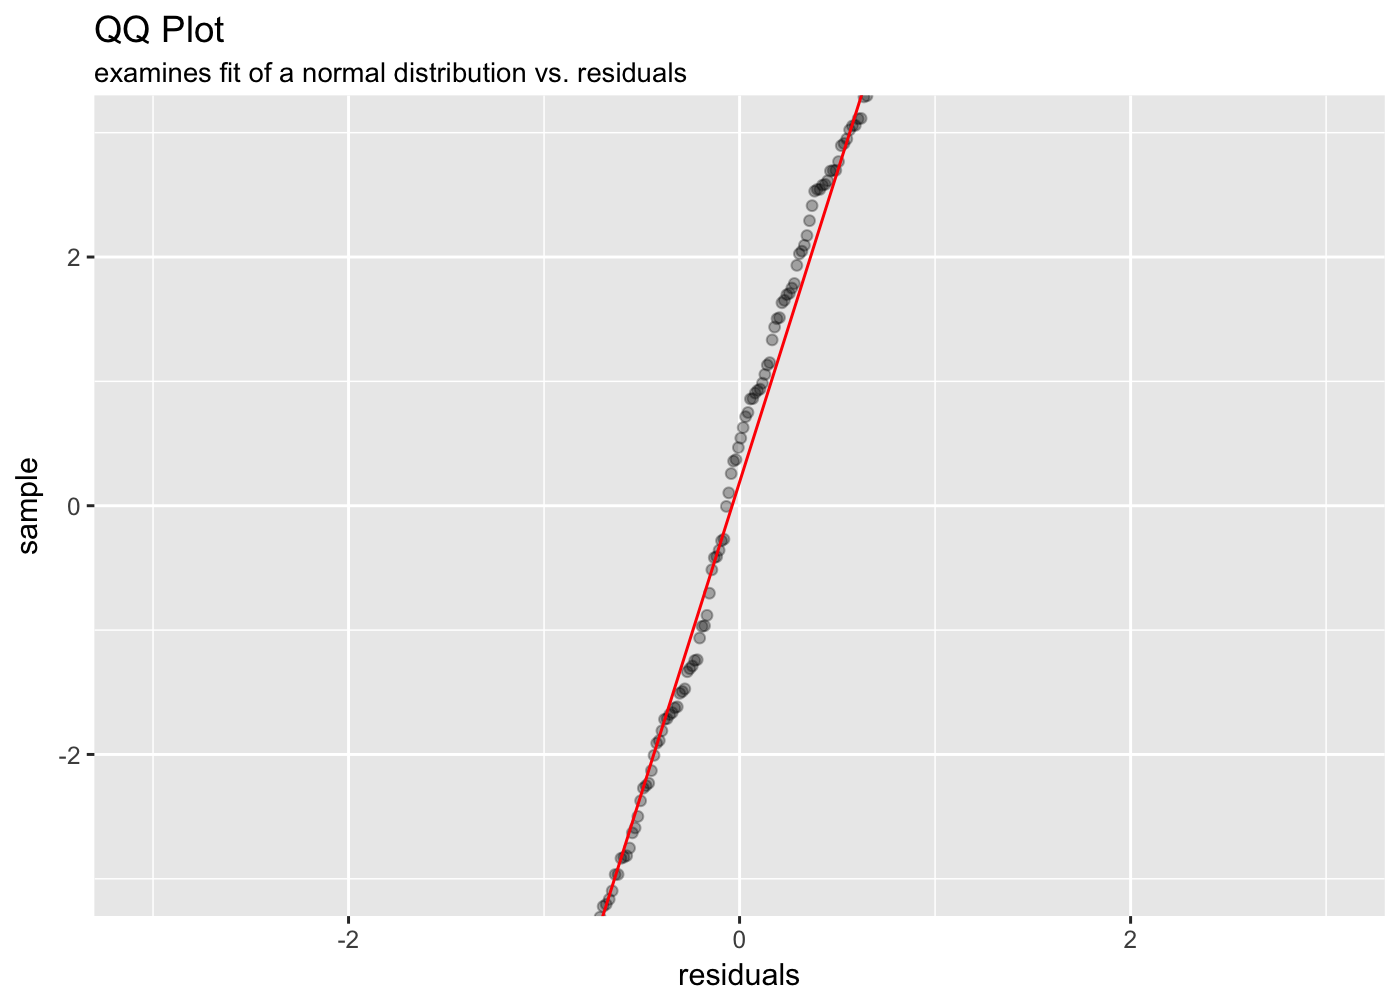 QQ Plot
examines fit of a normal distribution vs. residuals
2
0
-2
sample
-2
0
2
residuals